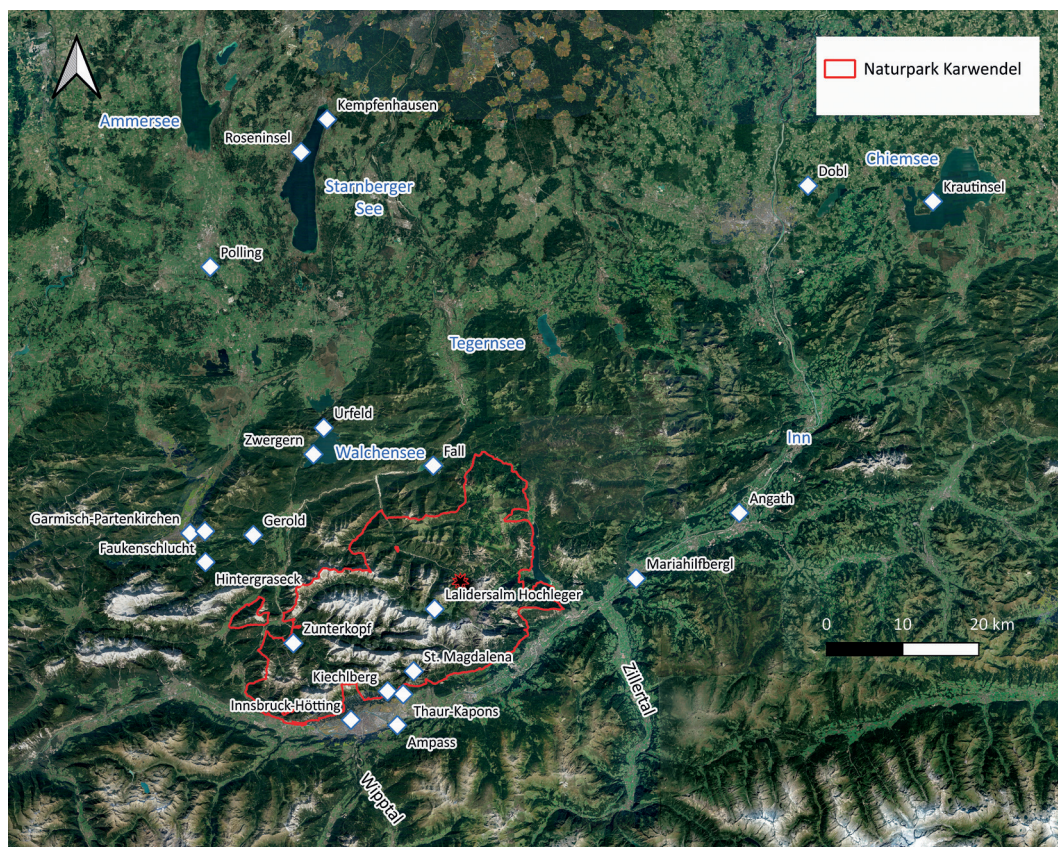 Naturpark Karwendel
Kempfenhausen
Ammersee
Roseninsel
Starnberger
See
Chiemsee
Dobl
Krautinsel
Polling
Tegernsee
Urfeld
Zwergern
Walchensee
Fall
Inn
Angath
Garmisch-Partenkirchen
Gerold
Faukenschlucht
Hintergraseck
Mariahilfbergl
Lalidersalm Hochleger
0 10 20 km
Zunterkopf
St. Magdalena
Kiechlberg
Zillertal
Innsbruck-Hötting
Thaur-Kapons
Ampass
Wipptal